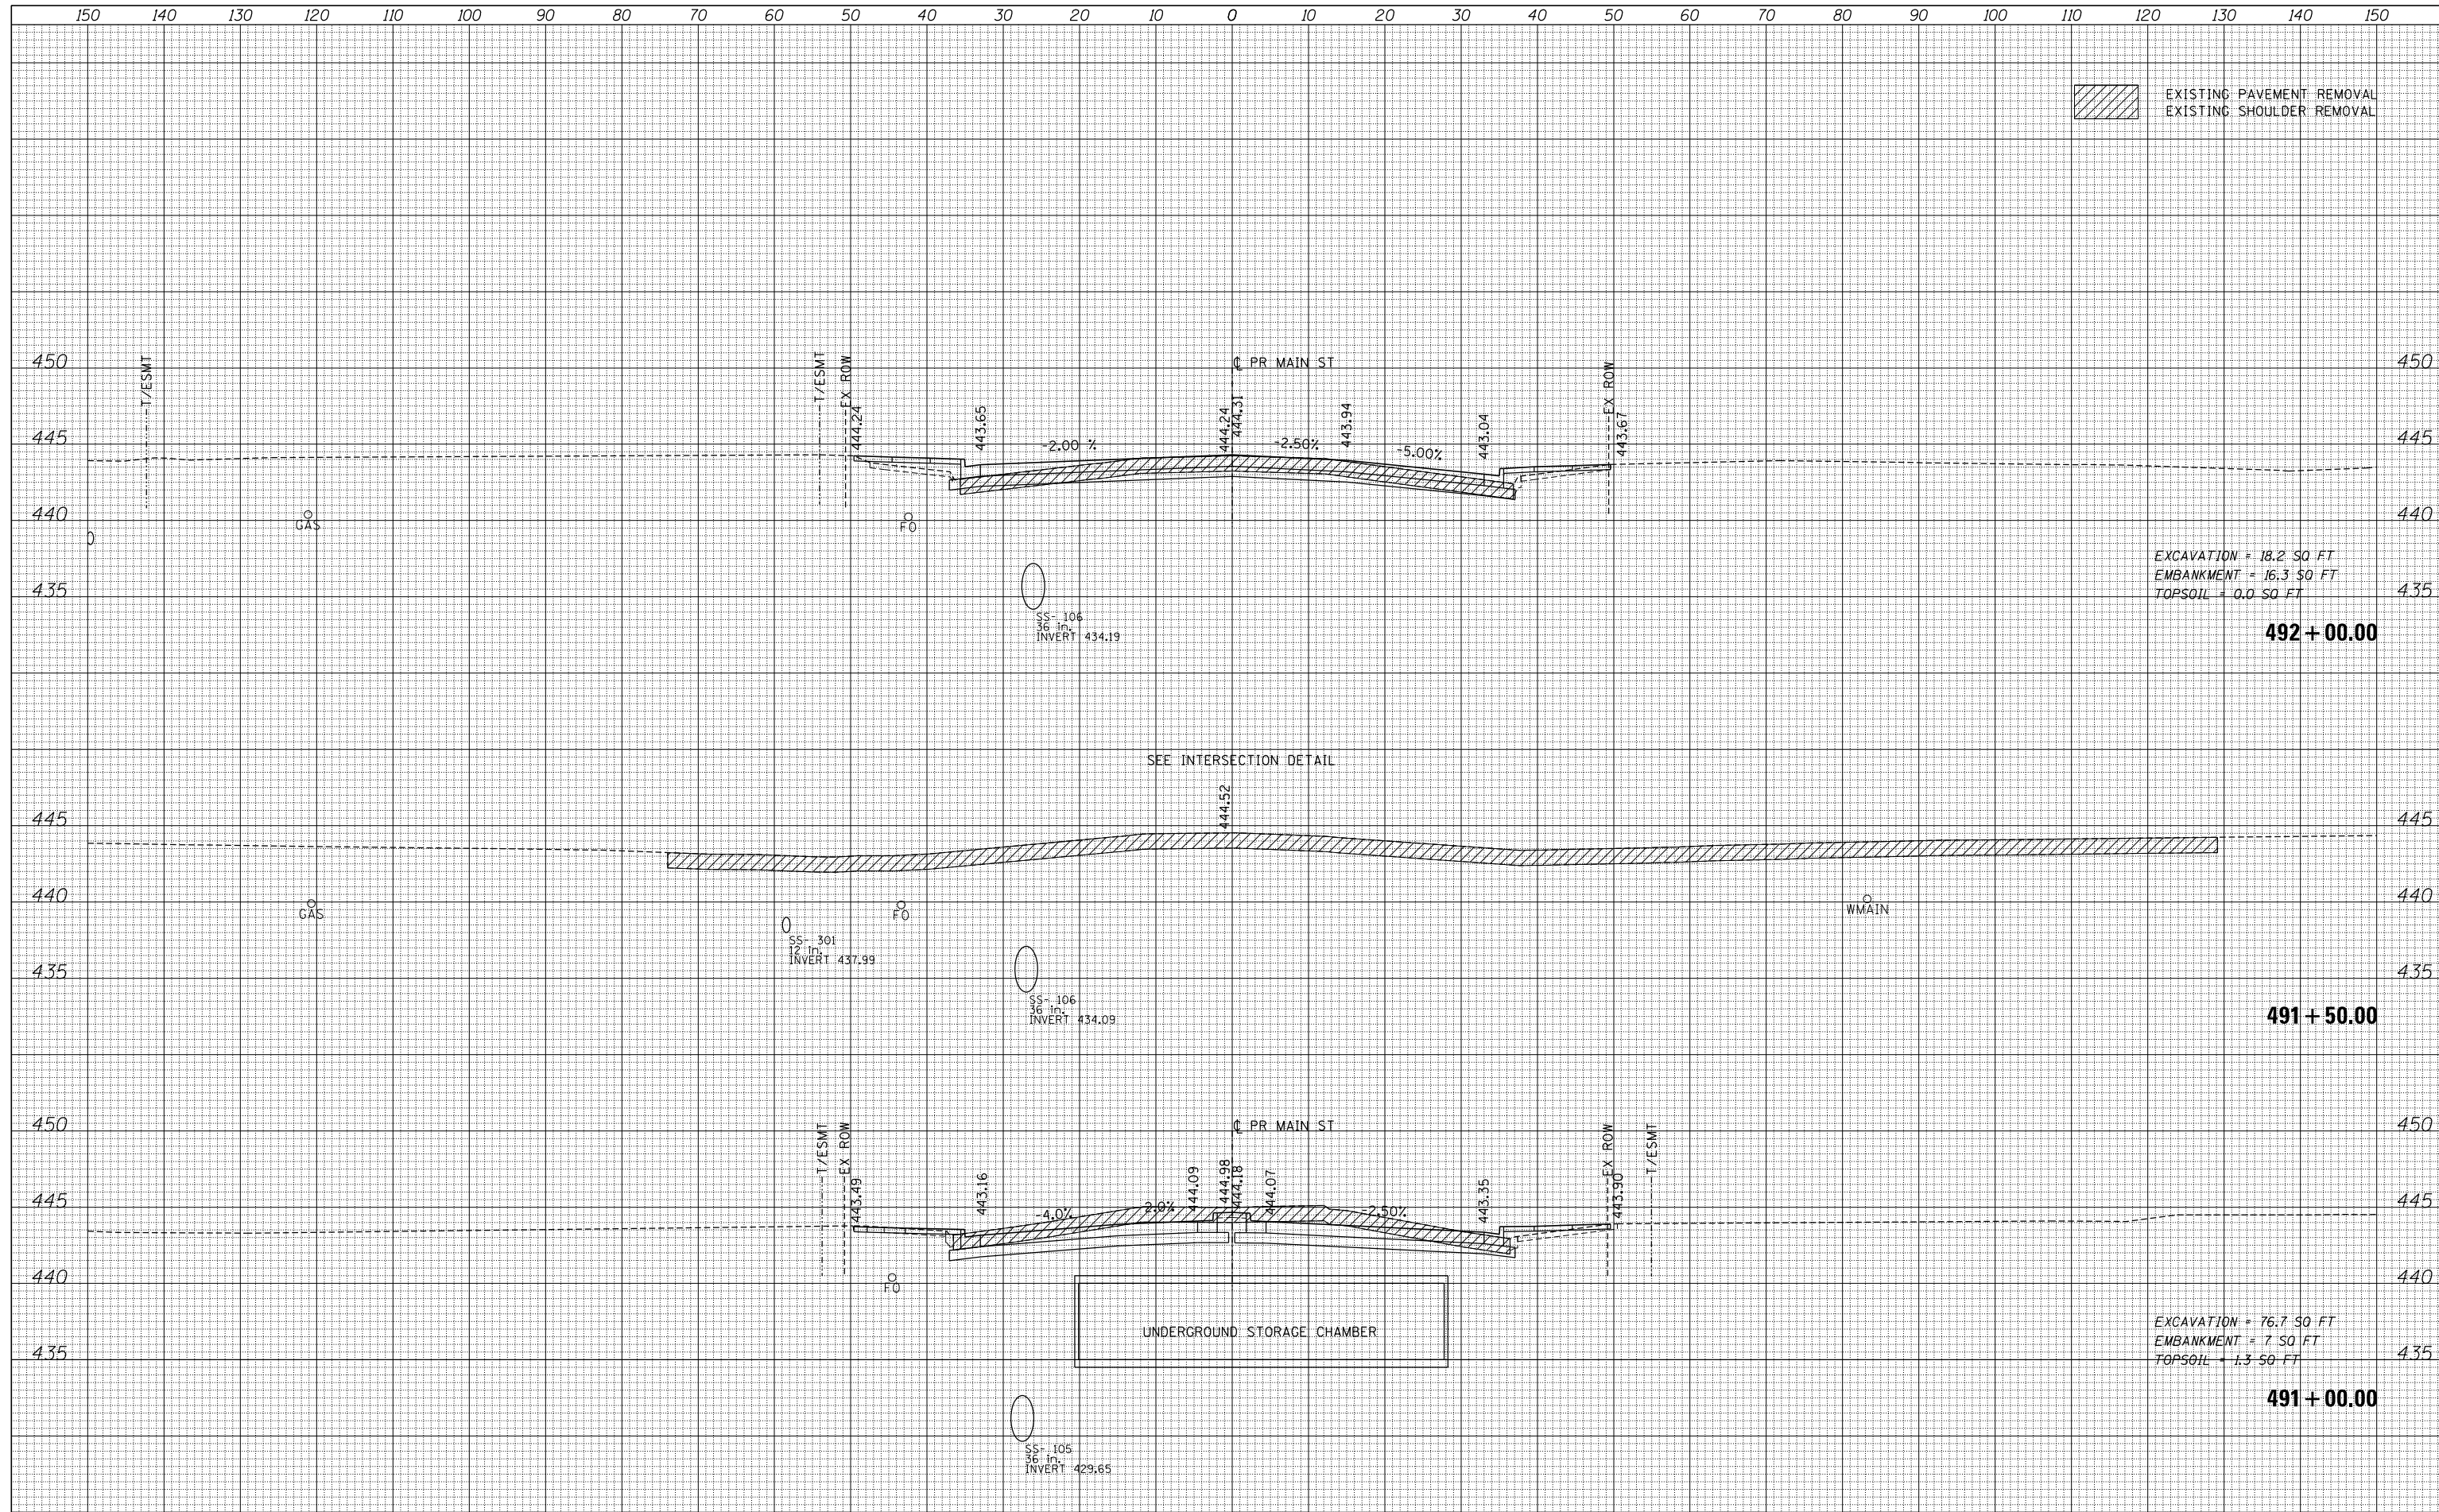 150 140 130 120 110 100 90 80 70 60 50 40 30 20 10 0 10 20 30 40 50 60 70 80 90 100 110 120 130 140 150
EXISTING PAVEMENT REMOVAL
EXISTING SHOULDER REMOVAL
450
T/ESMT
T/ESMT
EX ROW
℄ PR MAIN ST
EX ROW
450
445
444.24
443.65
-2.00 %
444.24
444.31
-2.50%
443.94
-5.00%
443.04
443.67
445
440
GAS
FO
440
EXCAVATION = 18.2 SQ FT
EMBANKMENT = 16.3 SQ FT
TOPSOIL = 0.0 SQ FT
435
435
SS- 106
36 in.
INVERT 434.19
492+00.00
SEE INTERSECTION DETAIL
444.52
445
445
440
GAS
FO
WMAIN
440
SS- 301
12 in.
INVERT 437.99
435
435
SS- 106
36 in.
INVERT 434.09
491+50.00
450
T/ESMT
EX ROW
℄ PR MAIN ST
EX ROW
T/ESMT
450
445
443.49
443.16
-4.0%
-2.0%
444.09
444.98
444.18
444.07
-2.50%
443.35
443.90
445
440
FO
440
UNDERGROUND STORAGE CHAMBER
EXCAVATION = 76.7 SQ FT
EMBANKMENT = 7 SQ FT
TOPSOIL = 1.3 SQ FT
435
435
491+00.00
SS- 105
36 in.
INVERT 429.65